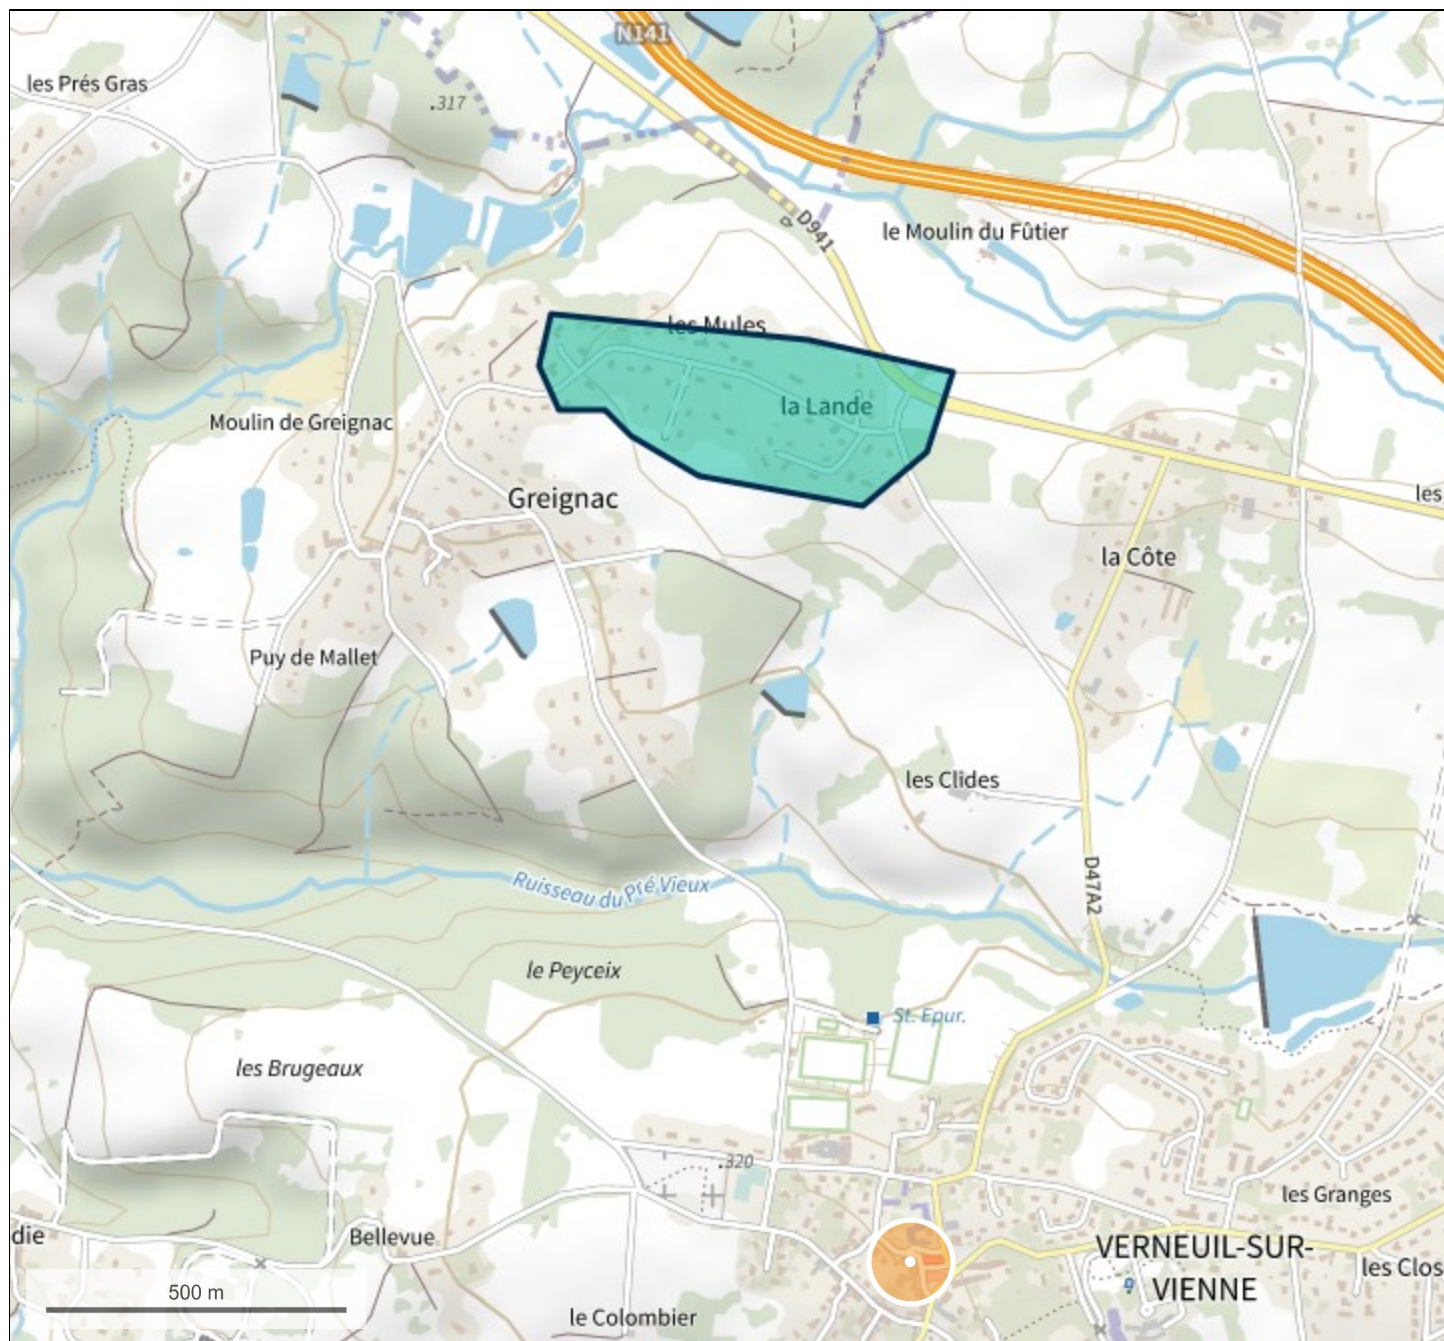 N141
les Prés Gras
.317
D941
le Moulin du Fûtier
les Mules
la Lande
Moulin de Greignac
Greignac
les
la Côte
Puy de Mallet
les Clides
D47A2
Ruisseau du Pré Vieux
le Peyceix
St. Epur.
les Brugeaux
.320
les Granges
die
Bellevue
VERNEUIL-SUR-
VIENNE
les Clos
500 m
le Colombier